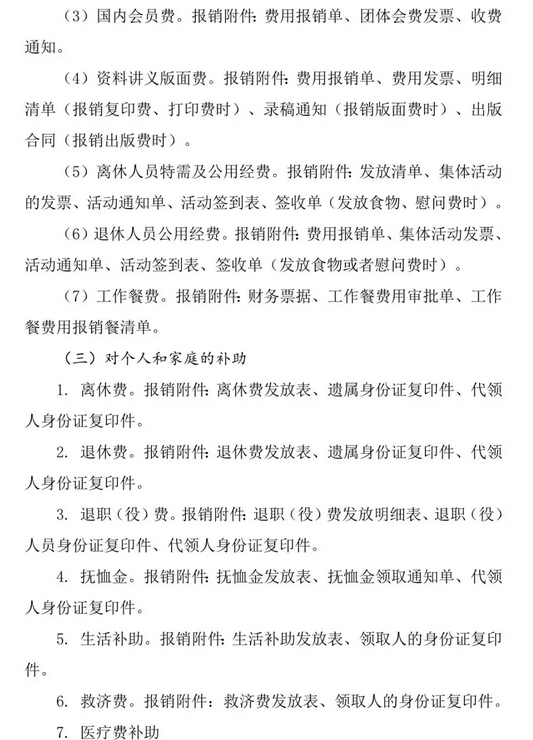 （3）国内会员费。报销附件：费用报销单、团体会费发票、收费
通知。
（4）资料讲义版面费。报销附件：费用报销单、费用发票、明细
清单（报销复印费、打印费时）、录稿通知（报销版面费时）、出版
合同（报销出版费时）。
（5）离休人员特需及公用经费。报销附件：发放清单、集体活动
的发票、活动通知单、活动签到表、签收单（发放食物、慰问费时）。
（6）退休人员公用经费。报销附件：费用报销单、集体活动发票、
活动通知单、活动签到表、签收单（发放食物或者慰问费时）。
（7）工作餐费。报销附件：财务票据、工作餐费用审批单、工作
餐费用报销餐清单。
（三）对个人和家庭的补助
1. 离休费。报销附件：离休费发放表、遗属身份证复印件、代领
人身份证复印件。
2. 退休费。报销附件：退休费发放表、遗属身份证复印件、代领
人身份证复印件。
3. 退职（役）费。报销附件：退职（役）费发放明细表、退职（役）
人员身份证复印件、代领人身份证复印件。
4. 抚恤金。报销附件：抚恤金发放表、抚恤金领取通知单、代领
人身份证复印件。
5. 生活补助。报销附件：生活补助发放表、领取人的身份证复印
件。
6. 救济费。报销附件：救济费发放表、领取人的身份证复印件。
7. 医疗费补助